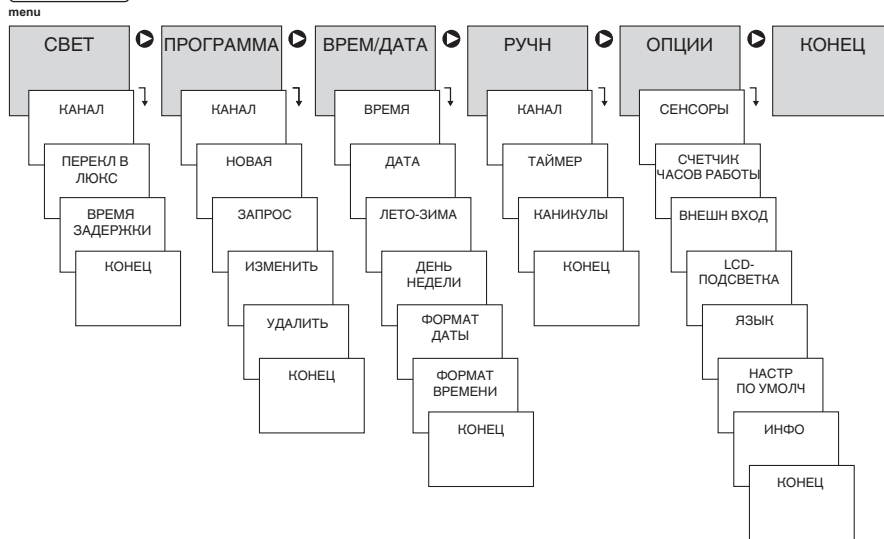 menu
СВЕТ
ПРОГРАММА
ВРЕМ/ДАТА
РУЧН
ОПЦИИ
КОНЕЦ
КАНАЛ
ПЕРЕКЛ В
ЛЮКС
ВРЕМЯ
ЗАДЕРЖКИ
КОНЕЦ
КАНАЛ
НОВАЯ
ЗАПРОС
ИЗМЕНИТЬ
УДАЛИТЬ
КОНЕЦ
ВРЕМЯ
ДАТА
ЛЕТО-ЗИМА
ДЕНЬ
НЕДЕЛИ
ФОРМАТ
ДАТЫ
ФОРМАТ
ВРЕМЕНИ
КОНЕЦ
КАНАЛ
ТАЙМЕР
КАНИКУЛЫ
КОНЕЦ
СЕНСОРЫ
СЧЕТЧИК
ЧАСОВ РАБОТЫ
ВНЕШН ВХОД
LCD-
ПОДСВЕТКА
ЯЗЫК
НАСТР
ПО УМОЛЧ
ИНФО
КОНЕЦ